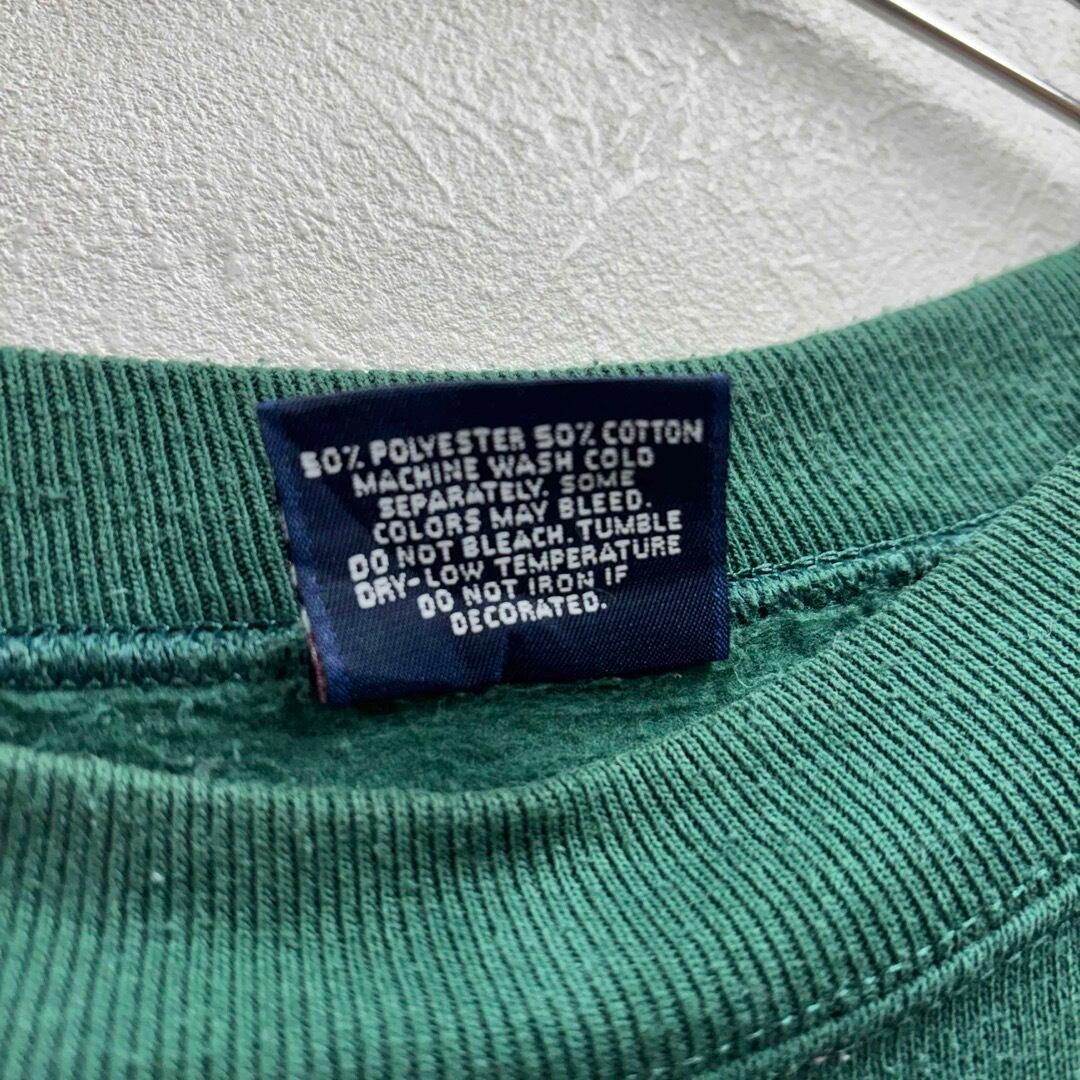 50% POLYESTER 50% COTTON
MACHINE WASH COLD
SEPARATELY. SOME
COLORS MAY BLEED.
DO NOT BLEACH. TUMBLE
DRY-LOW TEMPERATURE
DO NOT IRON IF
DECORATED.